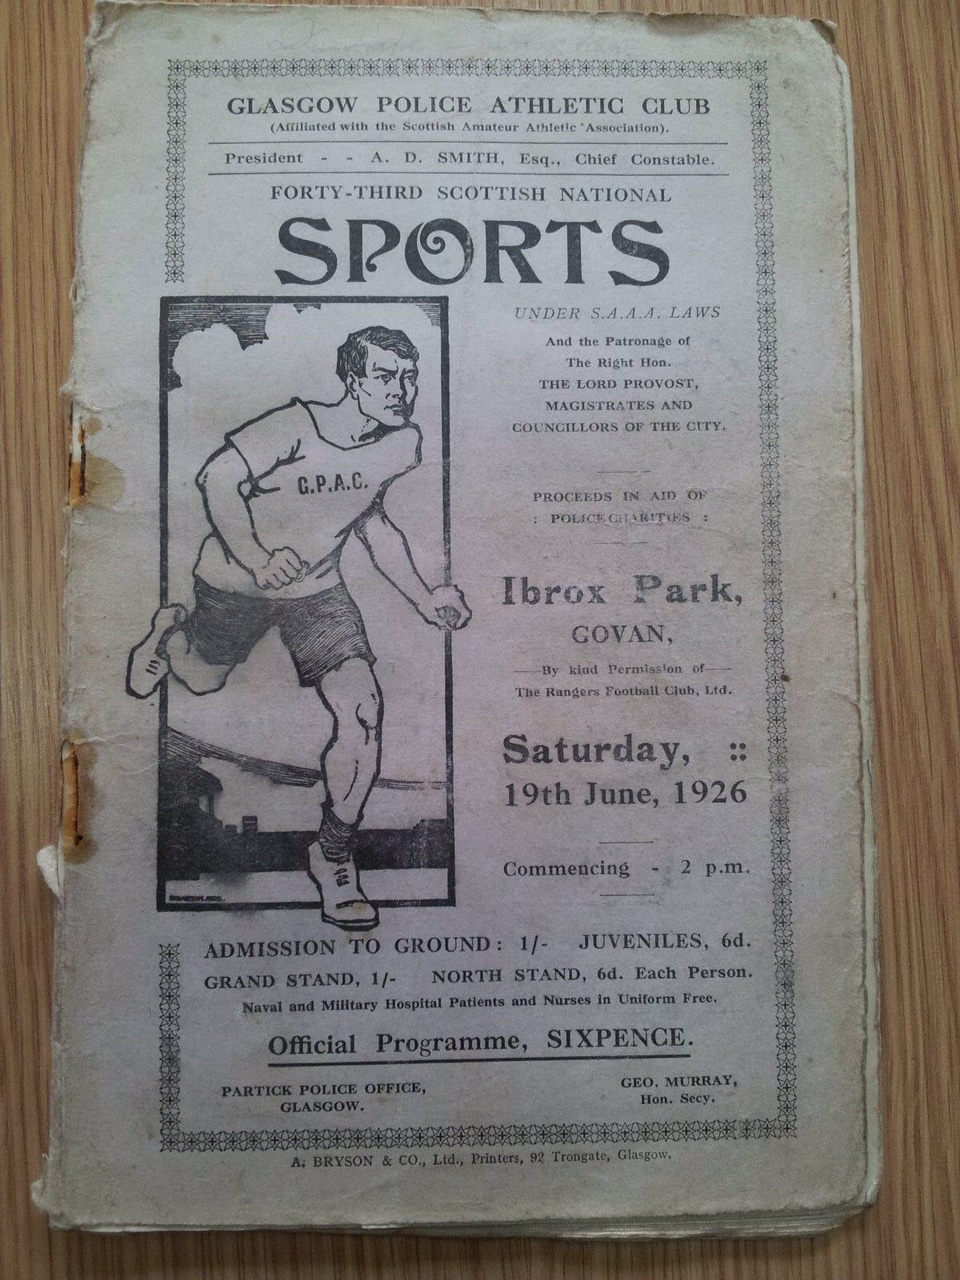 GLASGOW POLICE ATHLETIC CLUB
(Affiliated with the Scottish Amateur Athletic Association).
President - - A. D. SMITH, Esq., Chief Constable.
FORTY-THIRD SCOTTISH NATIONAL
SPORTS
UNDER S.A.A.A. LAWS
And the Patronage of
The Right Hon.
THE LORD PROVOST,
MAGISTRATES AND
COUNCILLORS OF THE CITY.
G.P.A.C.
PROCEEDS IN AID OF
: POLICE CHARITIES :
Ibrox Park,
GOVAN,
—By kind Permission of—
The Rangers Football Club, Ltd.
Saturday, ::
19th June, 1926
Commencing - 2 p.m.
ADMISSION TO GROUND: 1/- JUVENILES, 6d.
GRAND STAND, 1/- NORTH STAND, 6d. Each Person.
Naval and Military Hospital Patients and Nurses in Uniform Free.
Official Programme, SIXPENCE.
PARTICK POLICE OFFICE,
GLASGOW.
GEO. MURRAY,
Hon. Secy.
A. BRYSON & CO., Ltd., Printers, 92 Trongate, Glasgow.